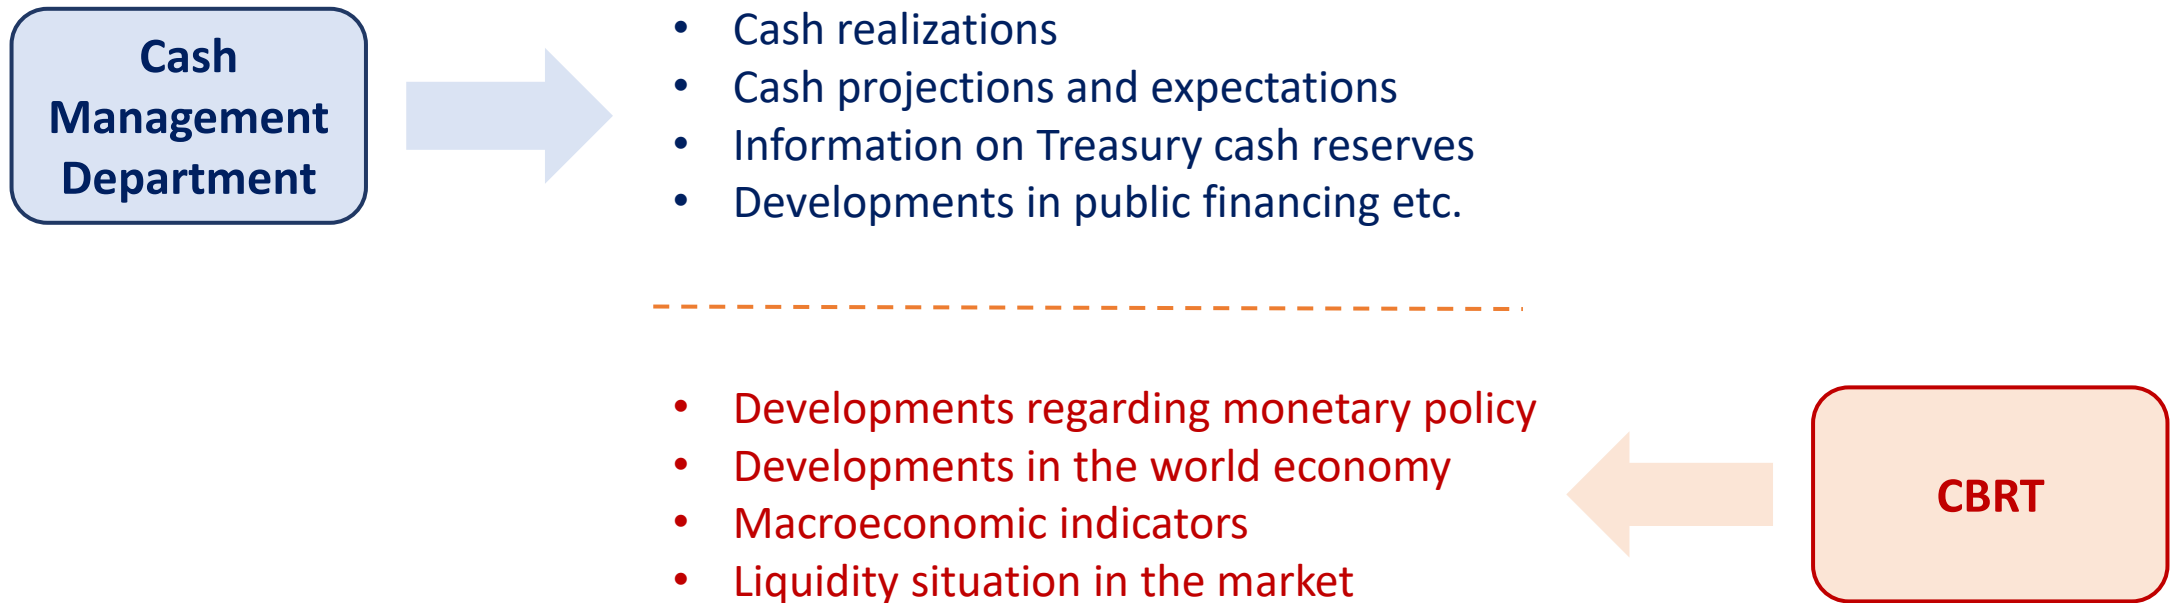 Cash
Management
Department
• Cash realizations
• Cash projections and expectations
• Information on Treasury cash reserves
• Developments in public financing etc.
• Developments regarding monetary policy
• Developments in the world economy
• Macroeconomic indicators
• Liquidity situation in the market
CBRT